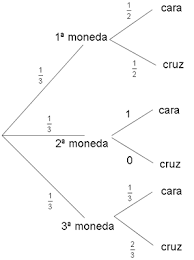 1/2 cara
1ª moneda
1/2 cruz
1/3
1 cara
1/3
2ª moneda
0 cruz
1/3
1/3 cara
3ª moneda
2/3 cruz